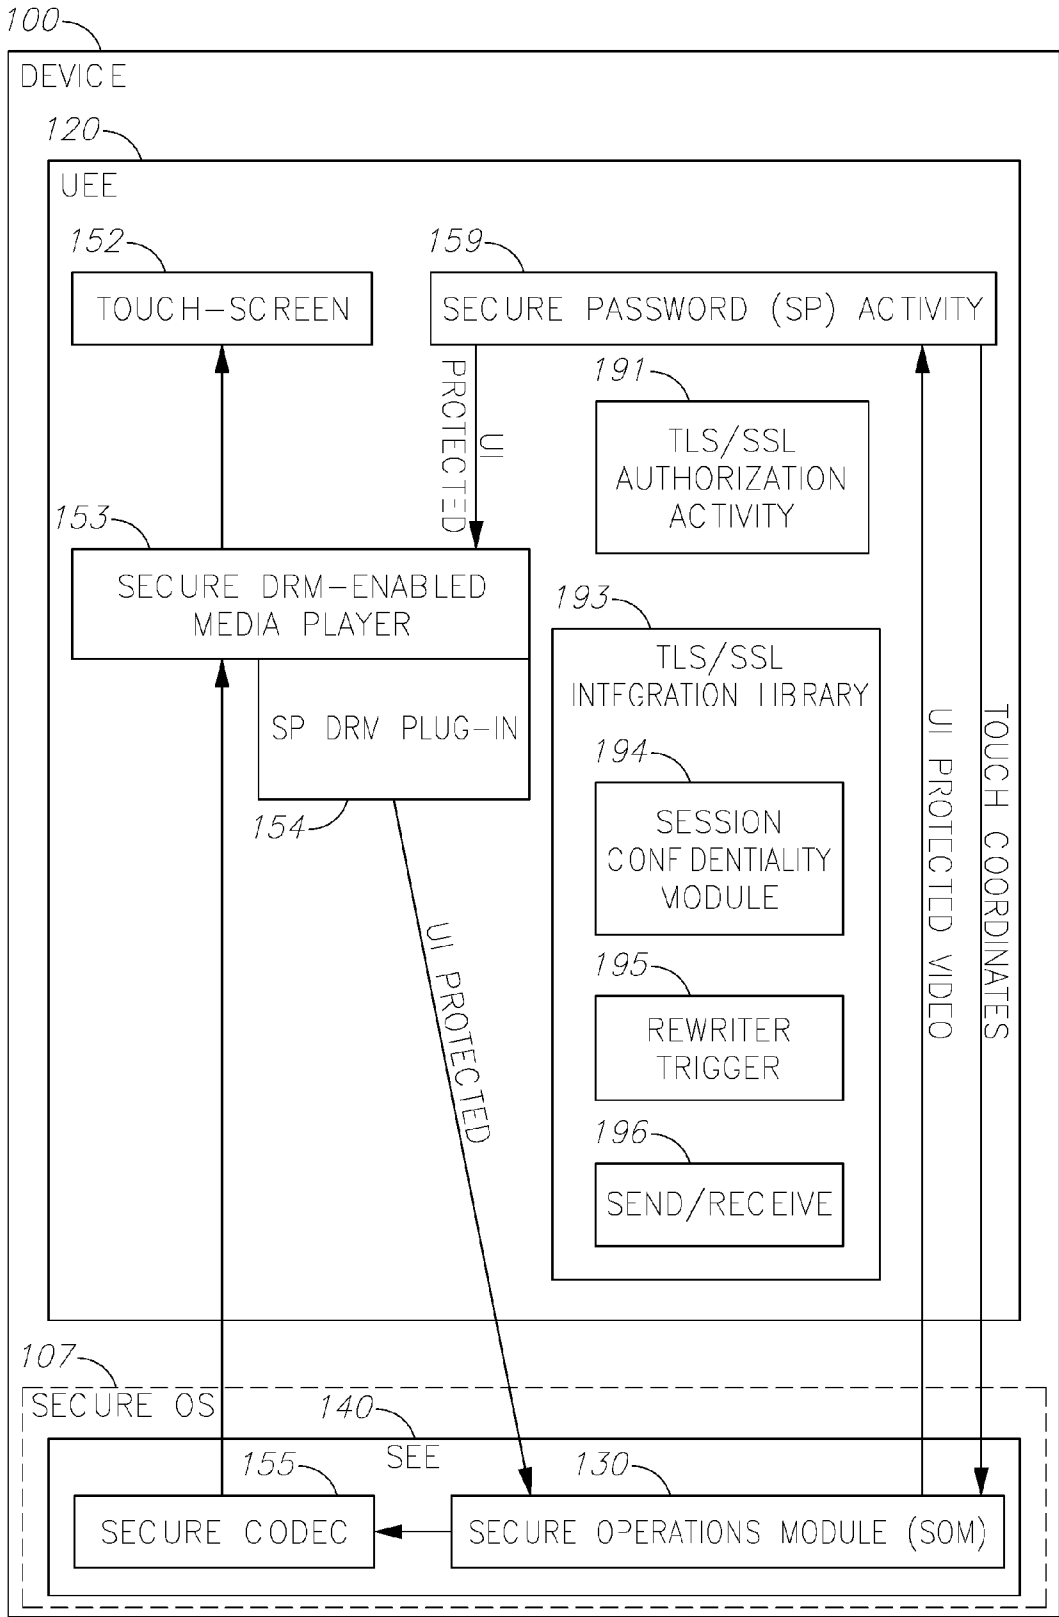 100
DEVICE
120
UEE
152
TOUCH-SCREEN
159
SECURE PASSWORD (SP) ACTIVITY
UI
PROTECTED
191
TLS/SSL
AUTHORIZATION
ACTIVITY
153
SECURE DRM-ENABLED
MEDIA PLAYER
SP DRM PLUG-IN
154
193
TLS/SSL
INTEGRATION LIBRARY
194
SESSION
CONFIDENTIALITY
MODULE
195
REWRITER
TRIGGER
196
SEND/RECEIVE
UI PROTECTED
UI PROTECTED VIDEO
TOUCH COORDINATES
107
SECURE OS
140
SEE
155
SECURE CODEC
130
SECURE OPERATIONS MODULE (SOM)